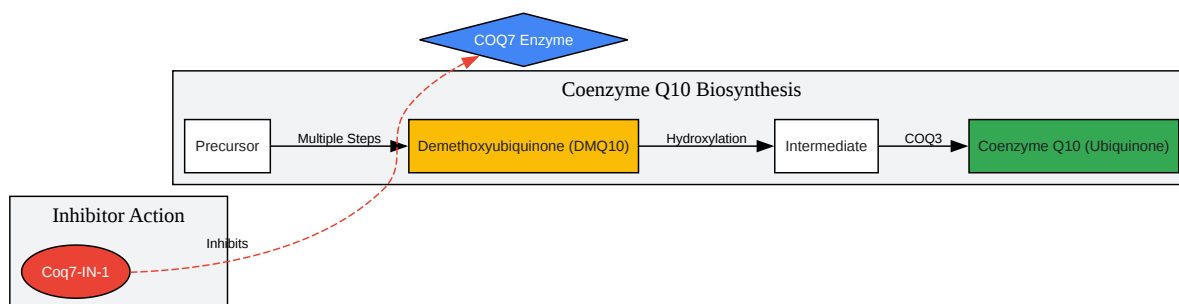 COQ7 Enzyme
Coenzyme Q10 Biosynthesis
Precursor
Multiple Steps
Demethoxyubiquinone (DMQ10)
Hydroxylation
Intermediate
COQ3
Coenzyme Q10 (Ubiquinone)
Inhibitor Action
Inhibits
Coq7-IN-1